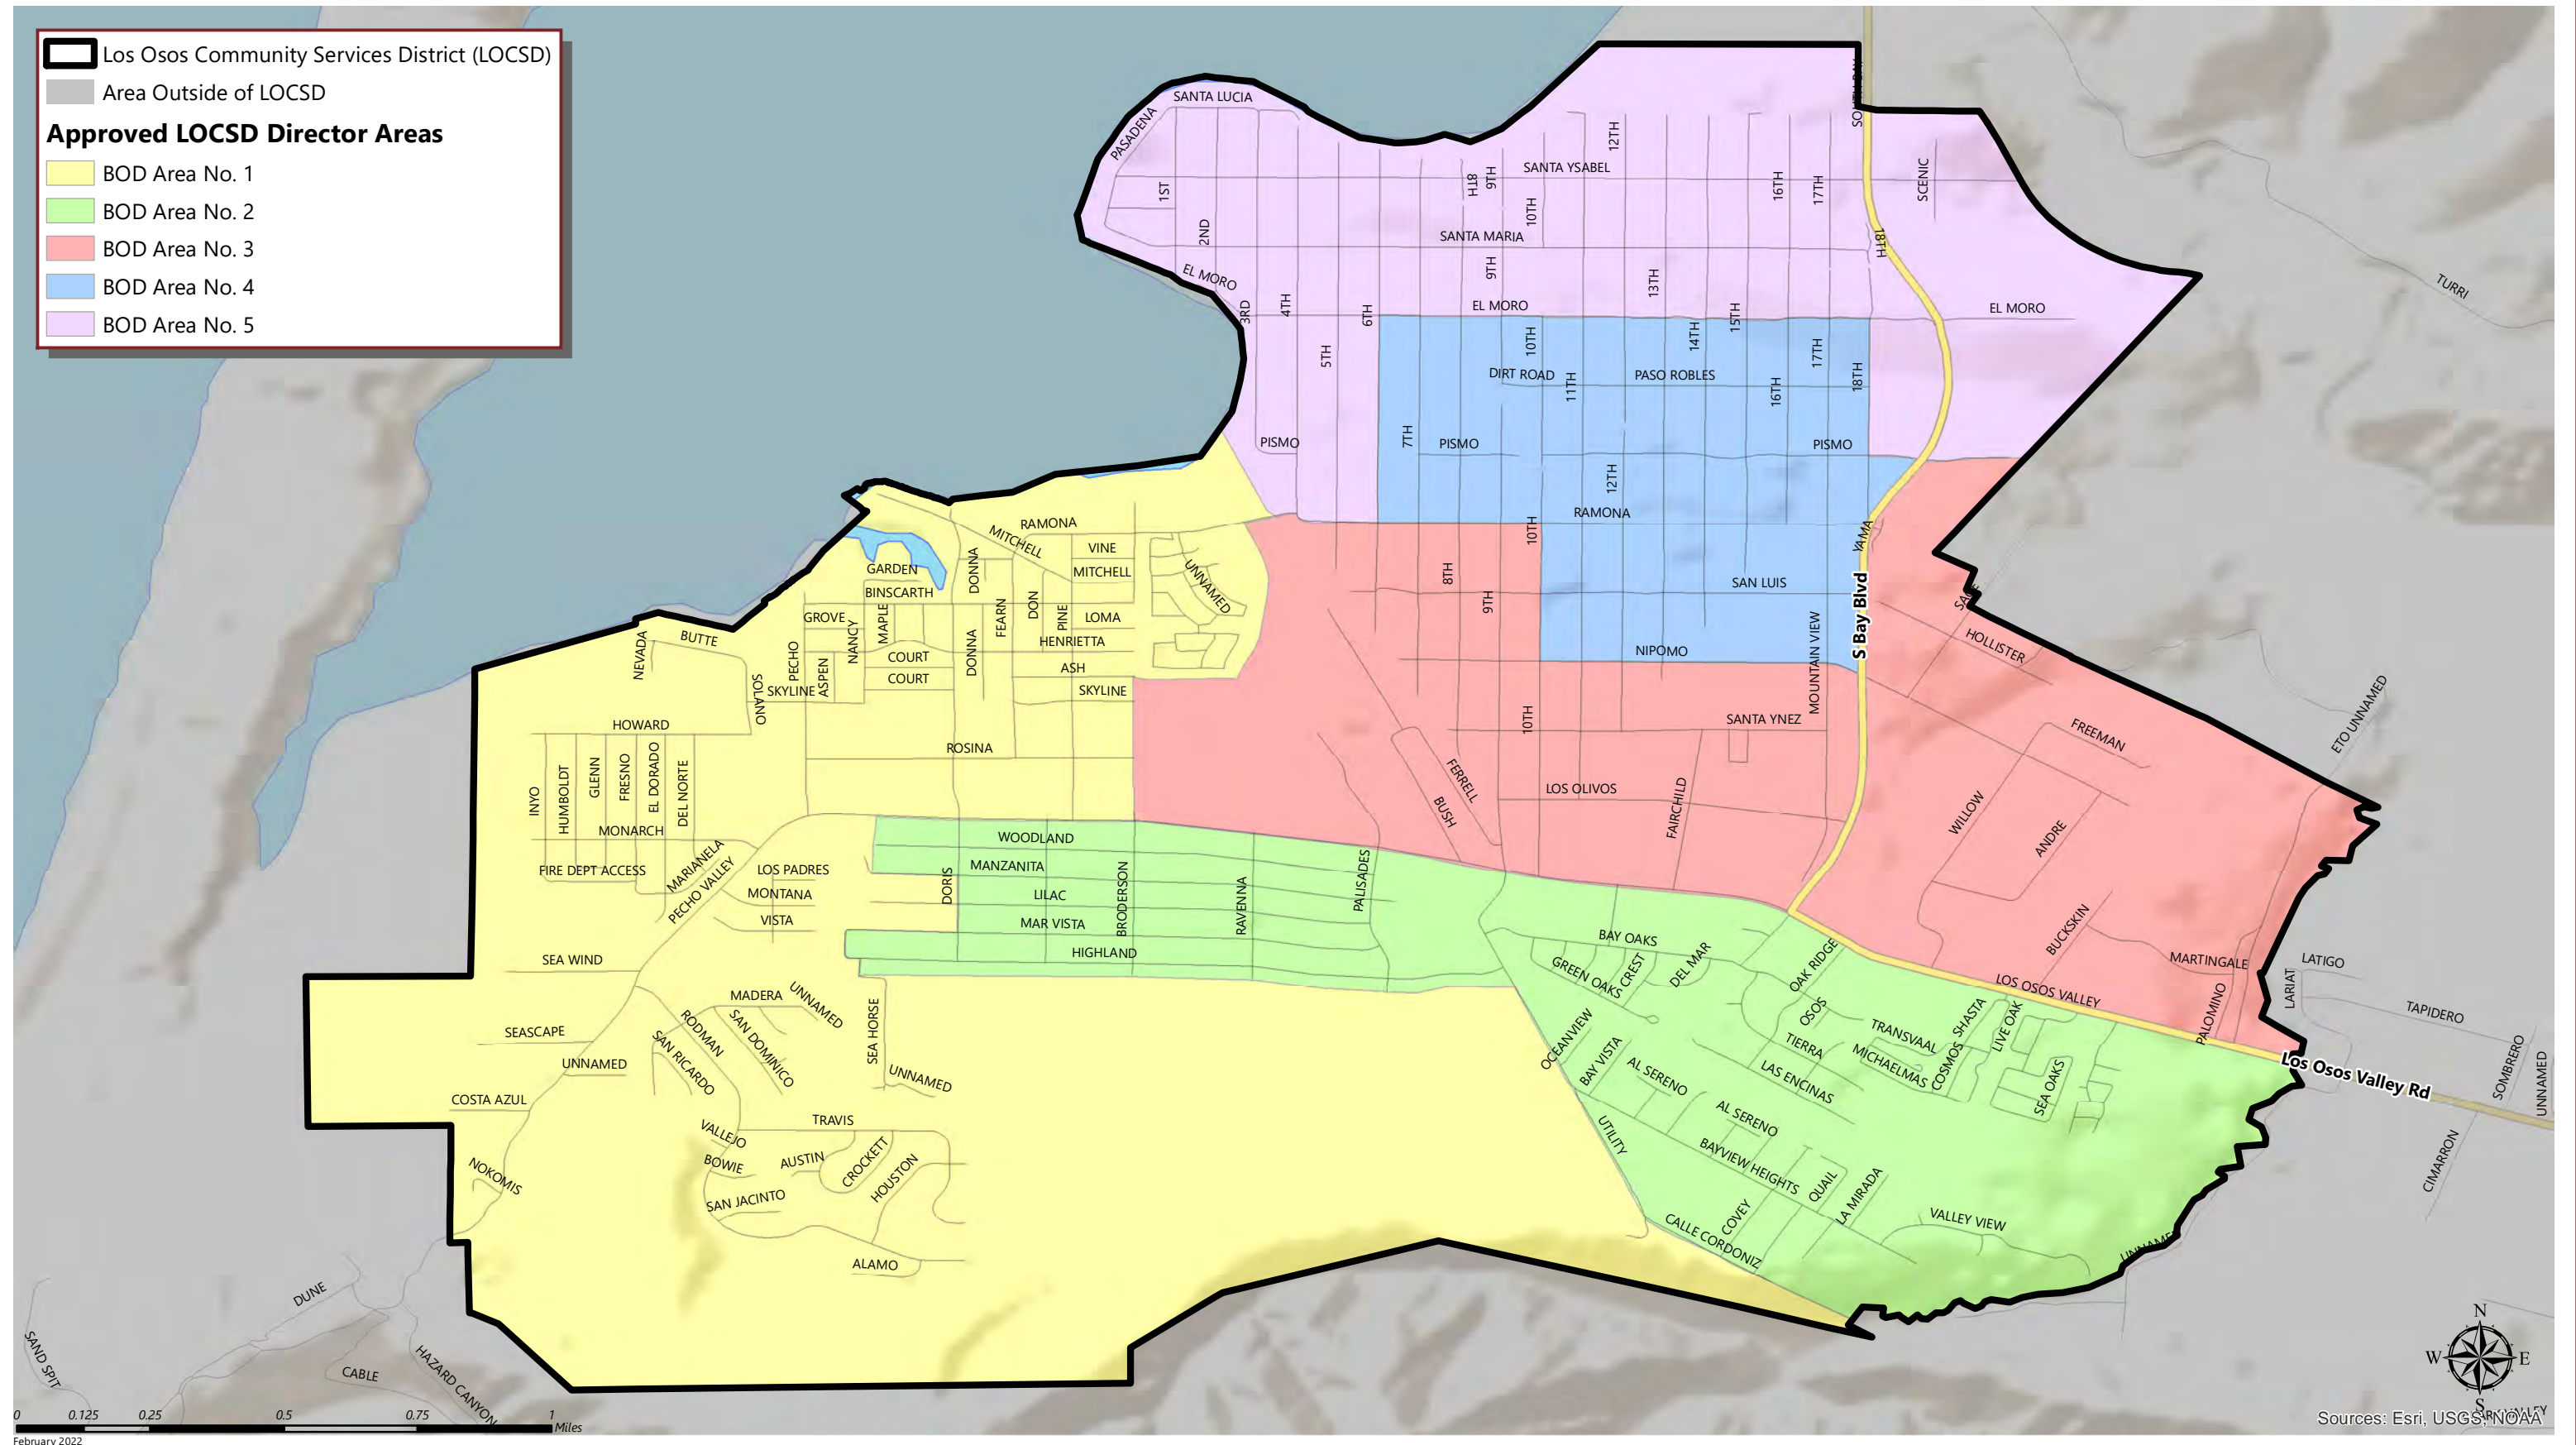 Los Osos Community Services District (LOCSD)
Area Outside of LOCSD
Approved LOCSD Director Areas
BOD Area No. 1
BOD Area No. 2
BOD Area No. 3
BOD Area No. 4
BOD Area No. 5
SANTA LUCIA
PASADENA
12TH
SANTA YSABEL
8TH
9TH
1ST
16TH
17TH
SCENIC
10TH
2ND
SANTA MARIA
18TH
9TH
EL MORO
13TH
TURRI
3RD
4TH
6TH
EL MORO
15TH
EL MORO
5TH
10TH
14TH
17TH
DIRT ROAD
PASO ROBLES
11TH
16TH
18TH
PISMO
7TH
PISMO
PISMO
12TH
RAMONA
RAMONA
MITCHELL
10TH
YAMA
VINE
MITCHELL
DONNA
GARDEN
UNNAMED
8TH
SAN LUIS
BINSCARTH
9TH
S Bay Blvd
GROVE
MAPLE
FEARN
DON
PINE
LOMA
HENRIETTA
NEVADA
BUTTE
NANCY
PECHO
ASPEN
COURT
DONNA
ASH
NIPOMO
MOUNTAIN VIEW
HOLLISTER
COURT
SKYLINE
SKYLINE
SOLANO
HOWARD
10TH
SANTA YNEZ
FREEMAN
ETO UNNAMED
ROSINA
INYO
HUMBOLDT
GLENN
FRESNO
EL DORADO
DEL NORTE
FERRELL
BUSH
LOS OLIVOS
FAIRCHILD
WILLOW
ANDRE
MONARCH
WOODLAND
FIRE DEPT ACCESS
MARIANELA
PECHO VALLEY
LOS PADRES
MONTANA
VISTA
MANZANITA
DORIS
LILAC
BRODERSON
RAVENNA
PALISADES
MAR VISTA
HIGHLAND
SEA WIND
BAY OAKS
GREEN OAKS
CREST
DEL MAR
OAK RIDGE
BUCKSKIN
MARTINGALE
LATIGO
LARIAT
LOS OSOS VALLEY
PALOMINO
TAPIDERO
SOMBRERO
UNNAMED
CIMARRON
Los Osos Valley Rd
MADERA
UNNAMED
SEASCAPE
RODMAN
SAN RICARDO
SAN DOMINICO
SEA HORSE
UNNAMED
UNNAMED
OSOS
TRANSVAAL
SHASTA
LIVE OAK
OCEANVIEW
BAY VISTA
TIERRA
MICHAELMAS
COSMOS
SEA OAKS
AL SERENO
LAS ENCINAS
AL SERENO
COSTA AZUL
TRAVIS
VALLEJO
UTILITY
BOWIE
AUSTIN
CROCKETT
HOUSTON
BAYVIEW HEIGHTS
QUAIL
LA MIRADA
NOKOMIS
SAN JACINTO
COVEY
CALLE CORDONIZ
VALLEY VIEW
ALAMO
DUNE
SAND SPIT
CABLE
HAZARD CANYON
N
W
E
S
0 0.125 0.25 0.5 0.75 1
Miles
Sources: Esri, USGS, NOAA
February 2022